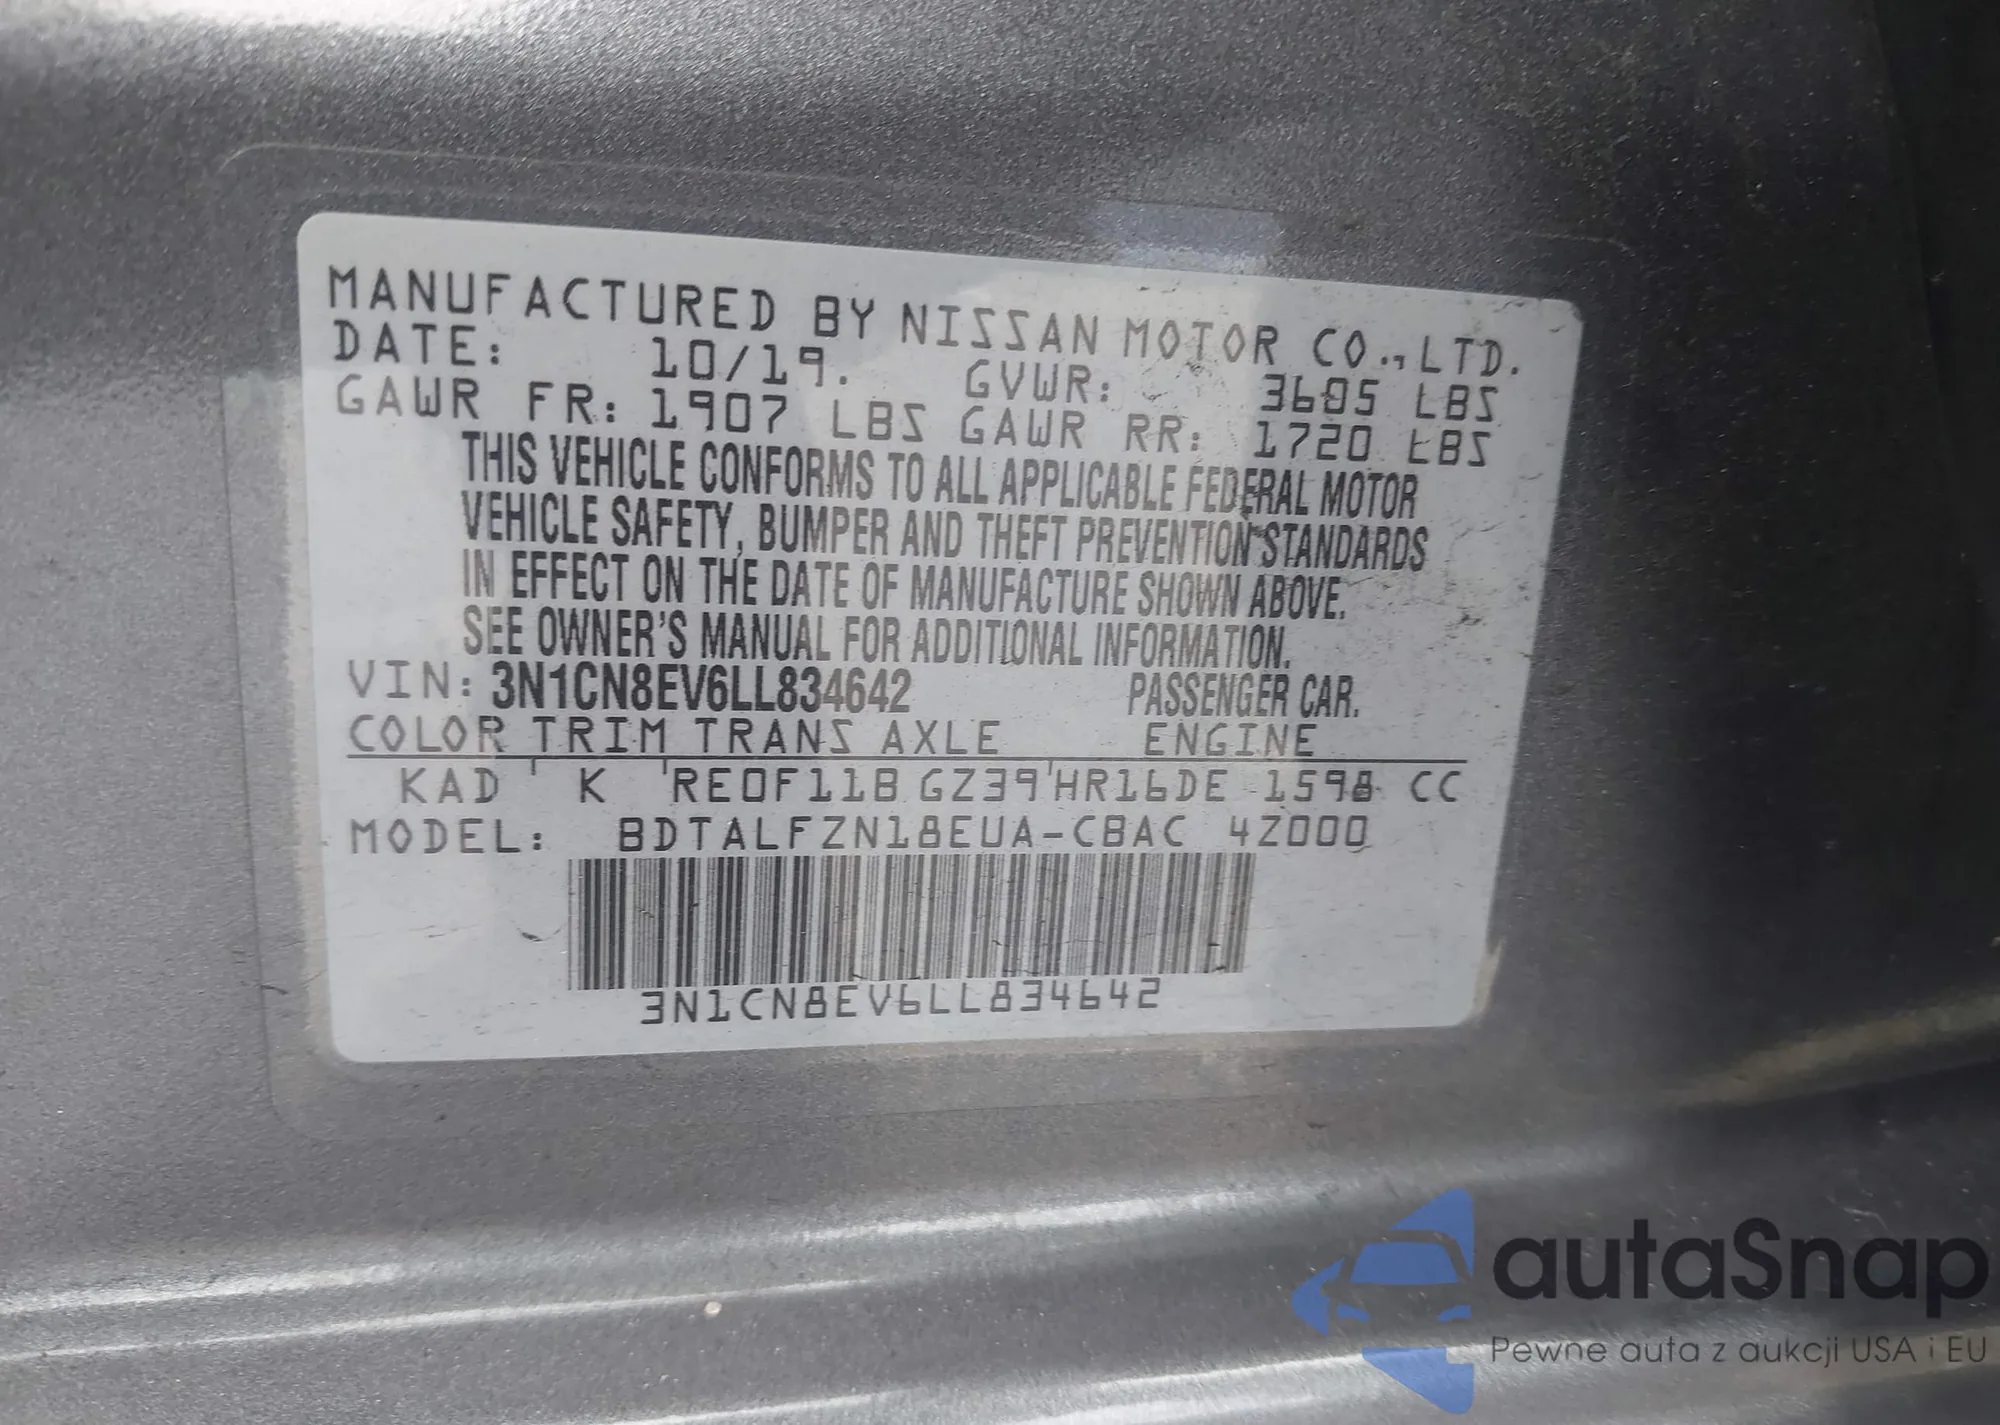 MANUFACTURED BY NISSAN MOTOR CO.,LTD.
DATE: 10/19. GVWR: 3605 LBS
GAWR FR: 1907 LBS GAWR RR: 1720 LBS
THIS VEHICLE CONFORMS TO ALL APPLICABLE FEDERAL MOTOR
VEHICLE SAFETY, BUMPER AND THEFT PREVENTION STANDARDS
IN EFFECT ON THE DATE OF MANUFACTURE SHOWN ABOVE.
SEE OWNER'S MANUAL FOR ADDITIONAL INFORMATION.
VIN: 3N1CN8EV6LL834642 PASSENGER CAR.
COLOR TRIM TRANS AXLE ENGINE
KAD K RE0F11B GZ39 HR16DE 1598 CC
MODEL: BDTALFZN18EUA-CBAC 4Z000
3N1CN8EV6LL834642
autaSnap
Pewne auta z aukcji USA i EU